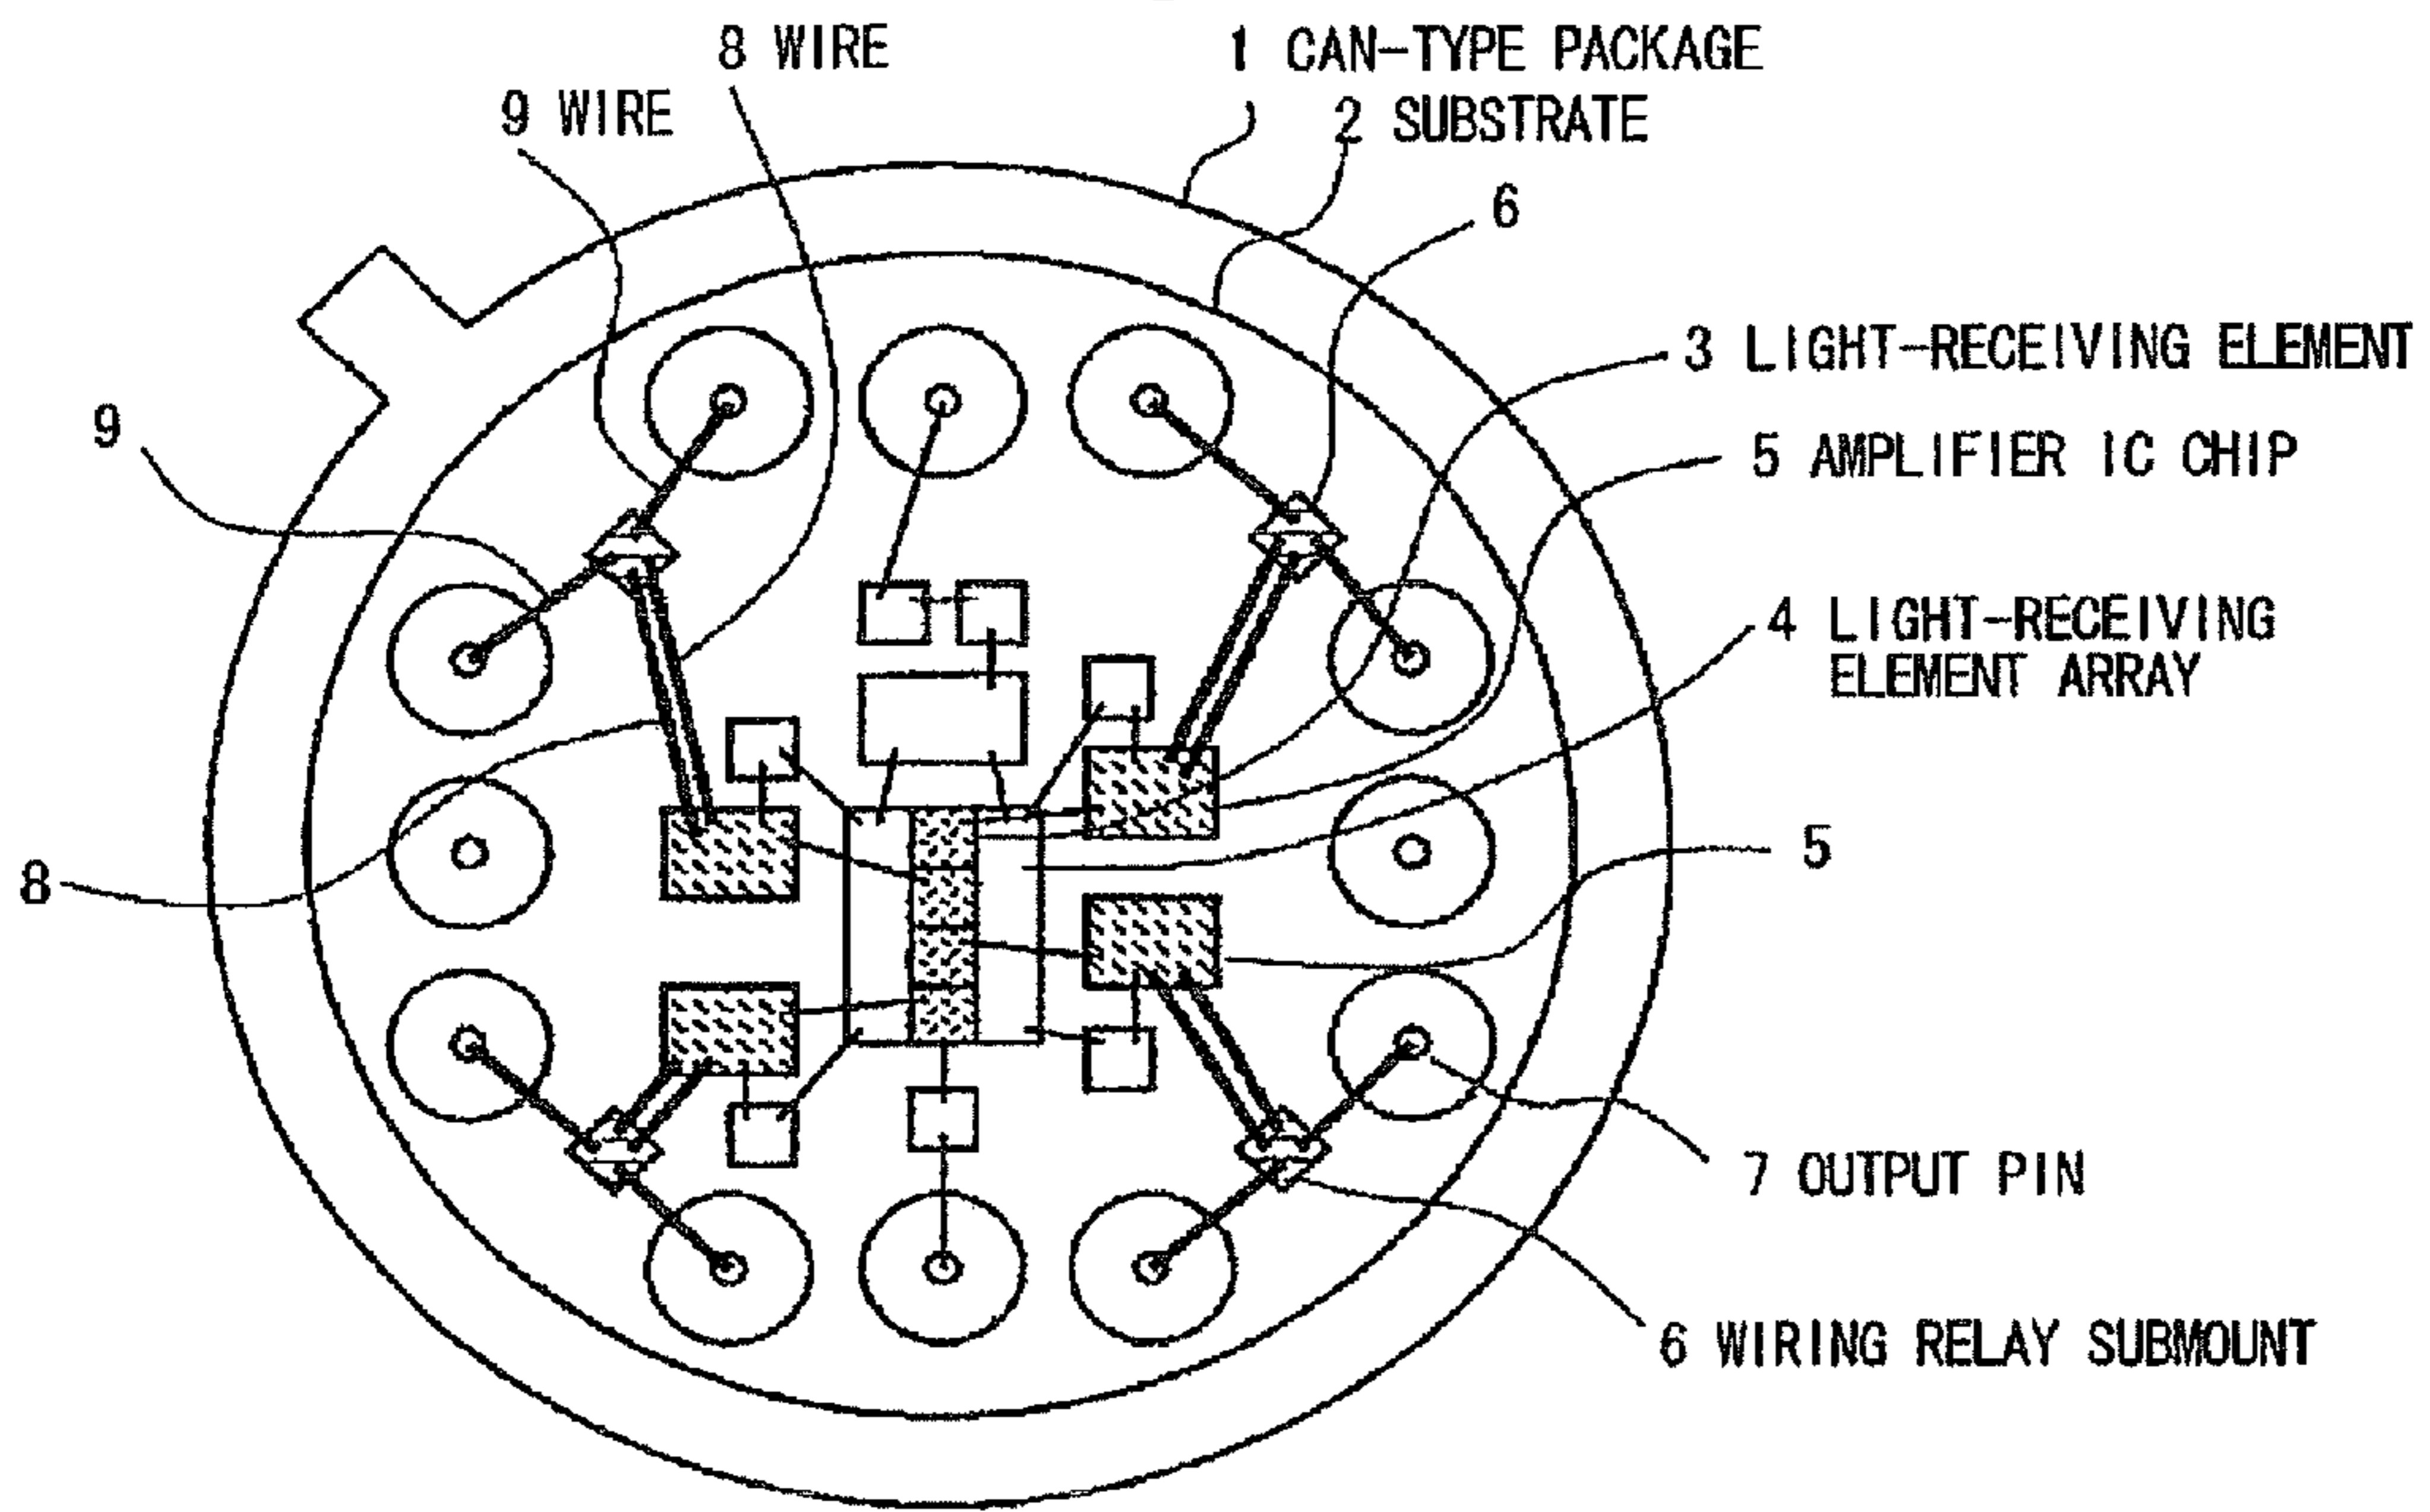 8 WIRE
1 CAN-TYPE PACKAGE
9 WIRE
2 SUBSTRATE
6
3 LIGHT-RECEIVING ELEMENT
9
5 AMPLIFIER IC CHIP
4 LIGHT-RECEIVING
ELEMENT ARRAY
5
8
7 OUTPUT PIN
6 WIRING RELAY SUBMOUNT